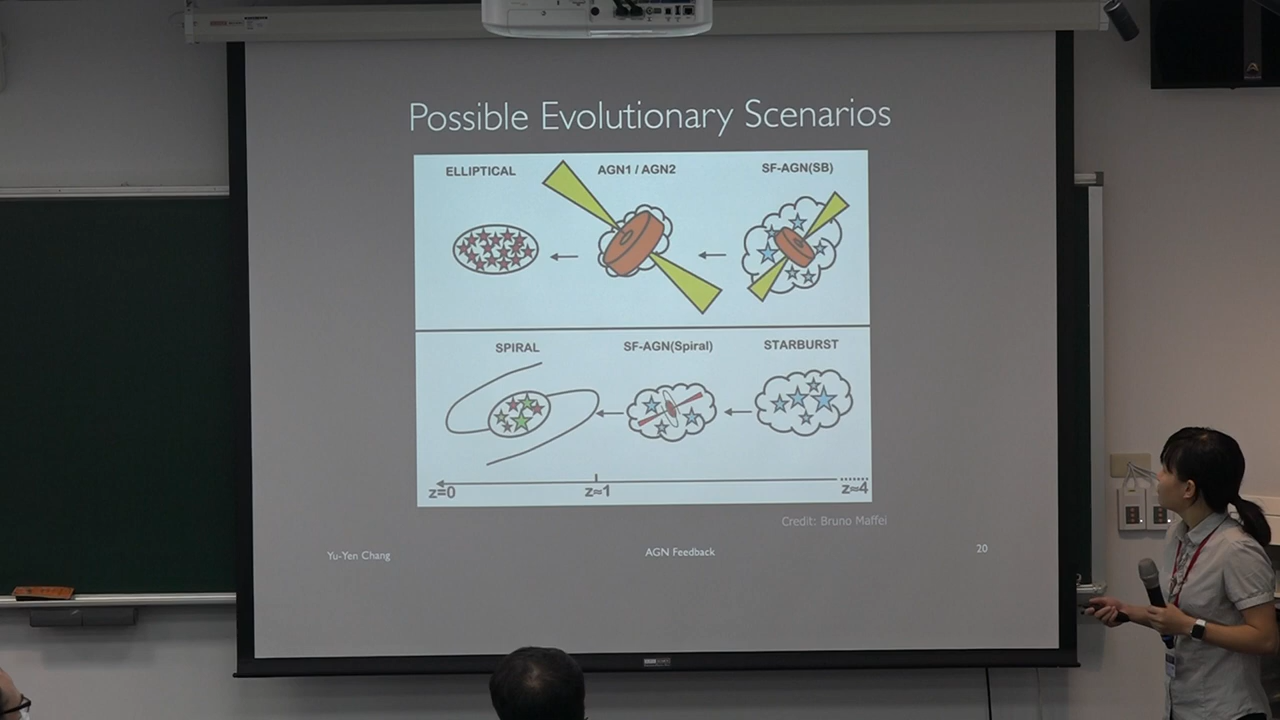 Possible Evolutionary Scenarios
ELLIPTICAL
AGN1 / AGN2
SF-AGN(SB)
SPIRAL
SF-AGN(Spiral)
STARBURST
z=0
z≈1
z≈4
Credit: Bruno Maffei
Yu-Yen Chang
AGN Feedback
20